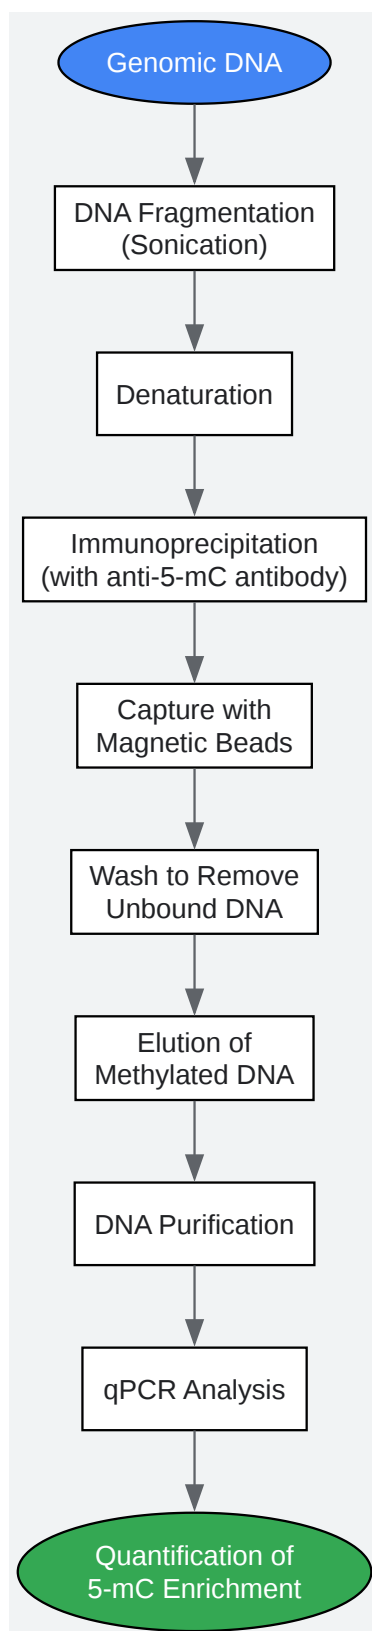 Genomic DNA
DNA Fragmentation
(Sonication)
Denaturation
Immunoprecipitation
(with anti-5-mC antibody)
Capture with
Magnetic Beads
Wash to Remove
Unbound DNA
Elution of
Methylated DNA
DNA Purification
qPCR Analysis
Quantification of
5-mC Enrichment